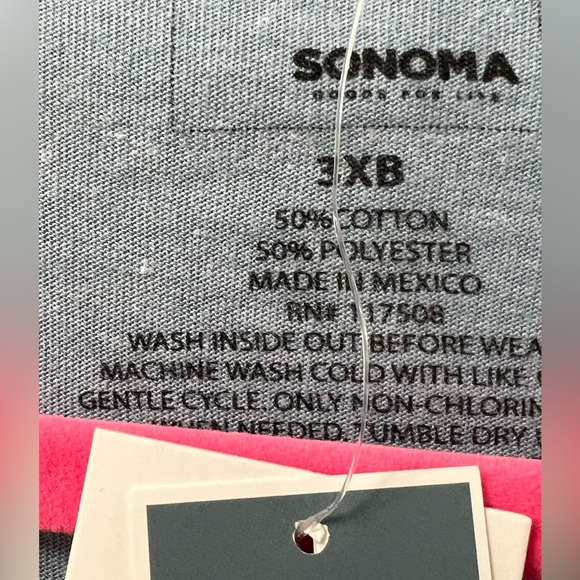 SONOMA
GOODS FOR LIFE
3XB
50% COTTON
50% POLYESTER
MADE IN MEXICO
RN# 117508
WASH INSIDE OUT BEFORE WEA
MACHINE WASH COLD WITH LIKE
GENTLE CYCLE. ONLY NON-CHLORIN
WHEN NEEDED. TUMBLE DRY